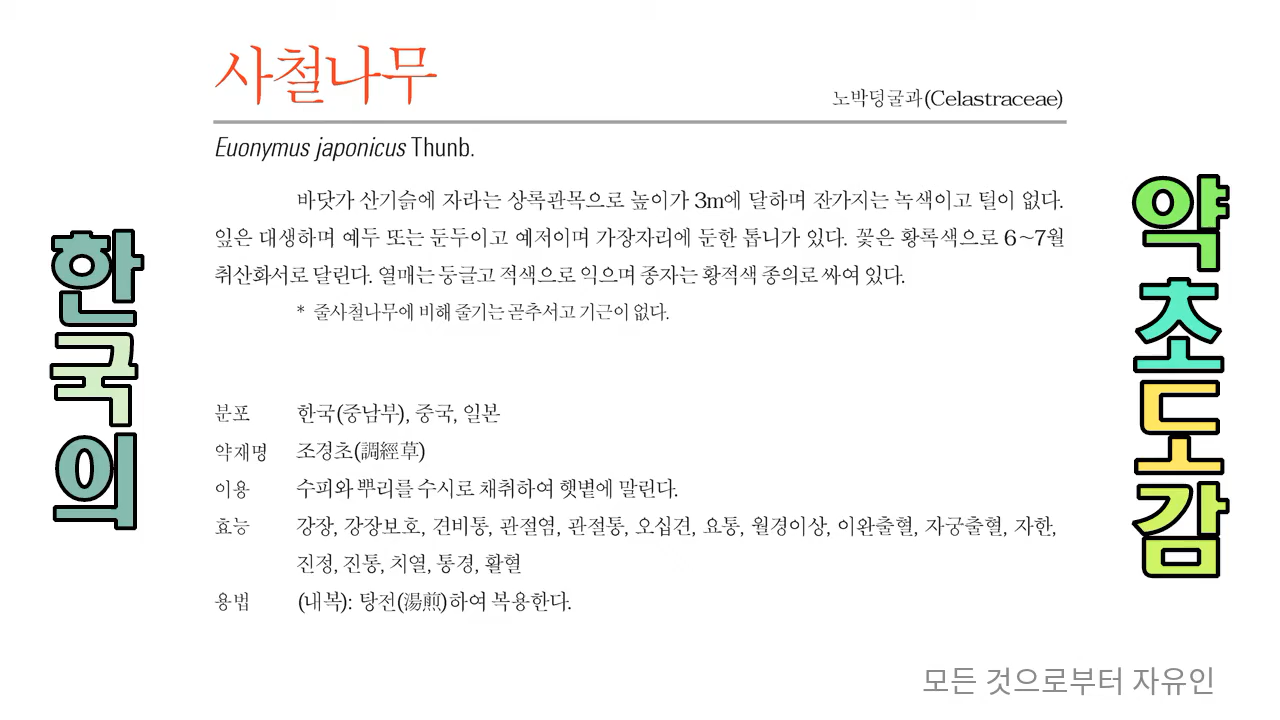 사철나무
노박덩굴과(Celastraceae)
Euonymus japonicus Thunb.
바닷가 산기슭에 자라는 상록관목으로 높이가 3m에 달하며 잔가지는 녹색이고 털이 없다.
잎은 대생하며 예두 또는 둔두이고 예저이며 가장자리에 둔한 톱니가 있다. 꽃은 황록색으로 6~7월
취산화서로 달린다. 열매는 둥글고 적색으로 익으며 종자는 황적색 종의로 싸여 있다.
* 줄사철나무에 비해 줄기는 곧추서고 기근이 없다.
분포 한국(중남부), 중국, 일본
약재명 조경초(調經草)
이용 수피와 뿌리를 수시로 채취하여 햇볕에 말린다.
효능 강장, 강장보호, 견비통, 관절염, 관절통, 오십견, 요통, 월경이상, 이완출혈, 자궁출혈, 자한,
진정, 진통, 치열, 통경, 활혈
용법 (내복): 탕전(湯煎)하여 복용한다.
한국의
약초도감
모든 것으로부터 자유인